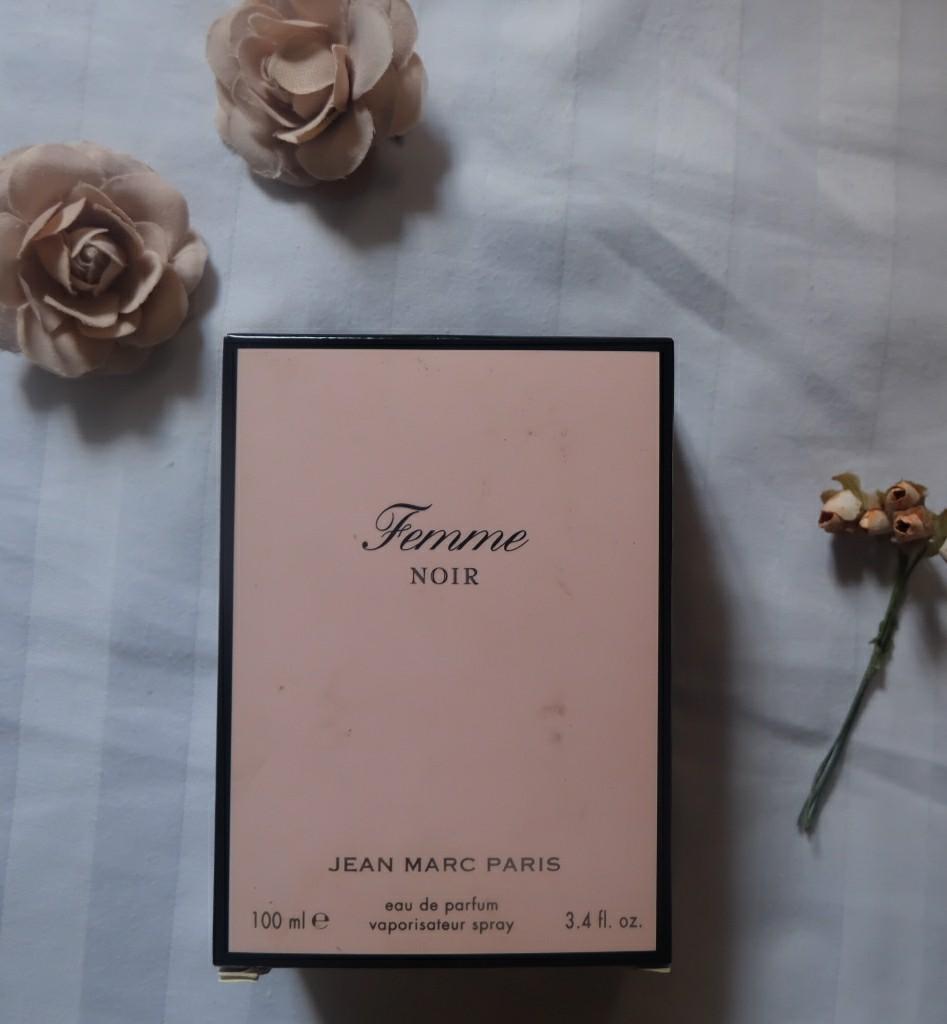 Femme
NOIR
JEAN MARC PARIS
eau de parfum
100 ml ℮ vaporisateur spray 3.4 fl. oz.